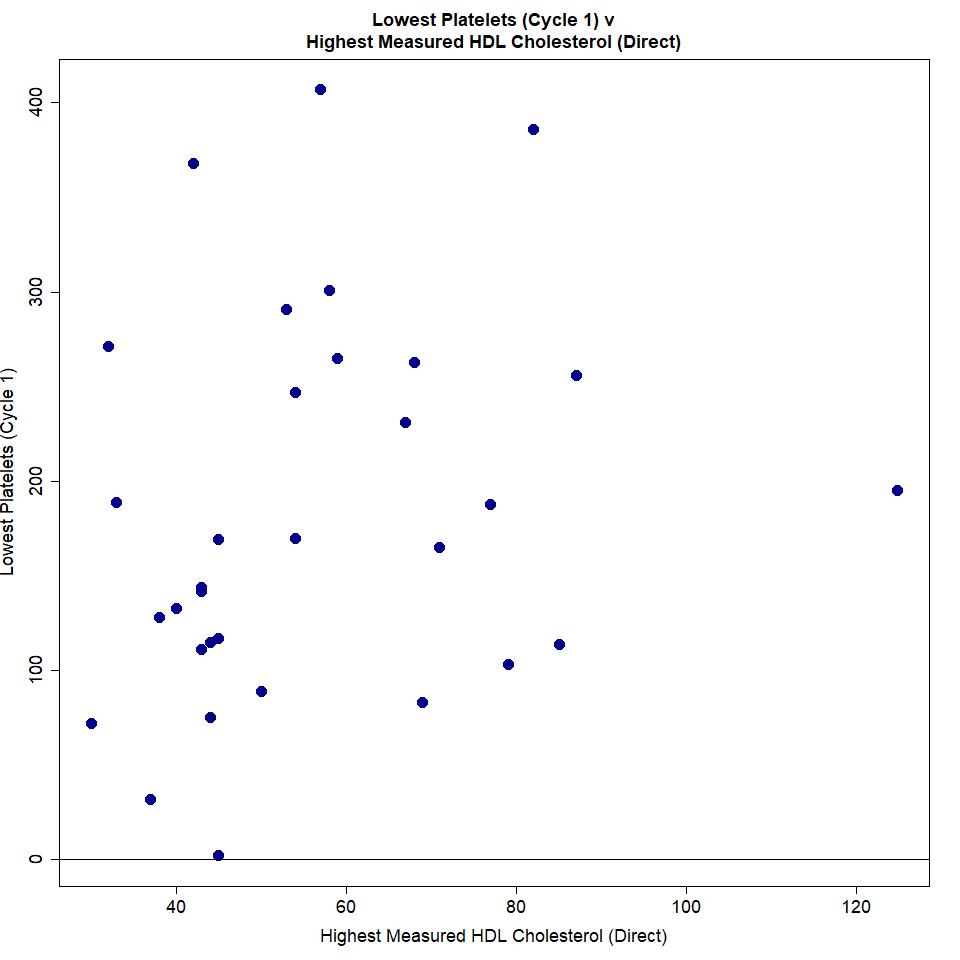 Lowest Platelets (Cycle 1) v
Highest Measured HDL Cholesterol (Direct)
400
300
200
100
0
Lowest Platelets (Cycle 1)
40 60 80 100 120
Highest Measured HDL Cholesterol (Direct)